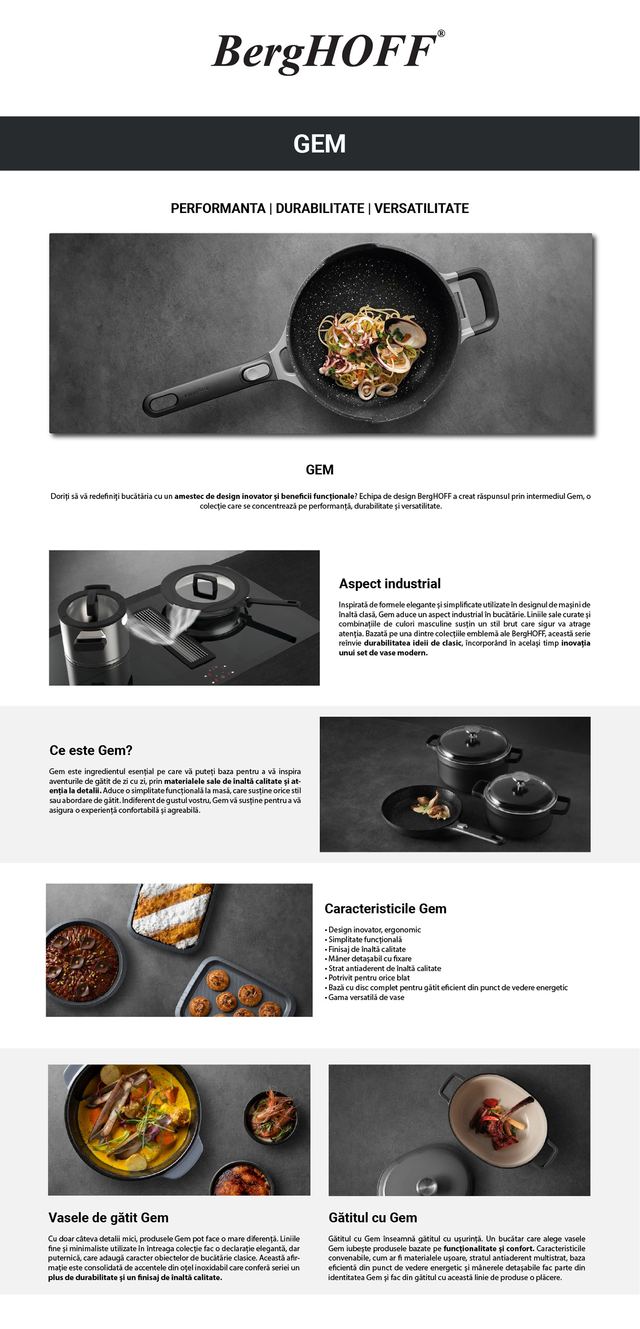 BergHOFF®
GEM
PERFORMANTA | DURABILITATE | VERSATILITATE
GEM
Doriți să vă redefiniți bucătăria cu un amestec de design inovator și beneficii funcționale? Echipa de design BergHOFF a creat răspunsul prin intermediul Gem, o
colecție care se concentrează pe performanță, durabilitate și versatilitate.
Aspect industrial
Inspirată de formele elegante și simplificate utilizate în designul de mașini de
înaltă clasă, Gem aduce un aspect industrial în bucătărie. Liniile sale curate și
combinațiile de culori masculine susțin un stil brut care sigur va atrage
atenția. Bazată pe una dintre colecțiile emblemă ale BergHOFF, această serie
reînvie durabilitatea ideii de clasic, încorporând în același timp inovația
unui set de vase modern.
Ce este Gem?
Gem este ingredientul esențial pe care vă puteți baza pentru a vă inspira
aventurile de gătit de zi cu zi, prin materialele sale de înaltă calitate și at-
enția la detalii. Aduce o simplitate funcțională la masă, care susține orice stil
sau abordare de gătit. Indiferent de gustul vostru, Gem vă susține pentru a vă
asigura o experiență confortabilă și agreabilă.
Caracteristicile Gem
• Design inovator, ergonomic
• Simplitate funcțională
• Finisaj de înaltă calitate
• Mâner detașabil cu fixare
• Strat antiaderent de înaltă calitate
• Potrivit pentru orice blat
• Bază cu disc complet pentru gătit eficient din punct de vedere energetic
• Gama versatilă de vase
Vasele de gătit Gem
Cu doar câteva detalii mici, produsele Gem pot face o mare diferență. Liniile
fine și minimaliste utilizate în întreaga colecție fac o declarație elegantă, dar
puternică, care adaugă caracter obiectelor de bucătărie clasice. Această afir-
mație este consolidată de accentele din oțel inoxidabil care conferă seriei un
plus de durabilitate și un finisaj de înaltă calitate.
Gătitul cu Gem
Gătitul cu Gem înseamnă gătitul cu ușurință. Un bucătar care alege vasele
Gem iubește produsele bazate pe funcționalitate și confort. Caracteristicile
convenabile, cum ar fi materialele ușoare, stratul antiaderent multistrat, baza
eficientă din punct de vedere energetic și mânerele detașabile fac parte din
identitatea Gem și fac din gătitul cu această linie de produse o plăcere.